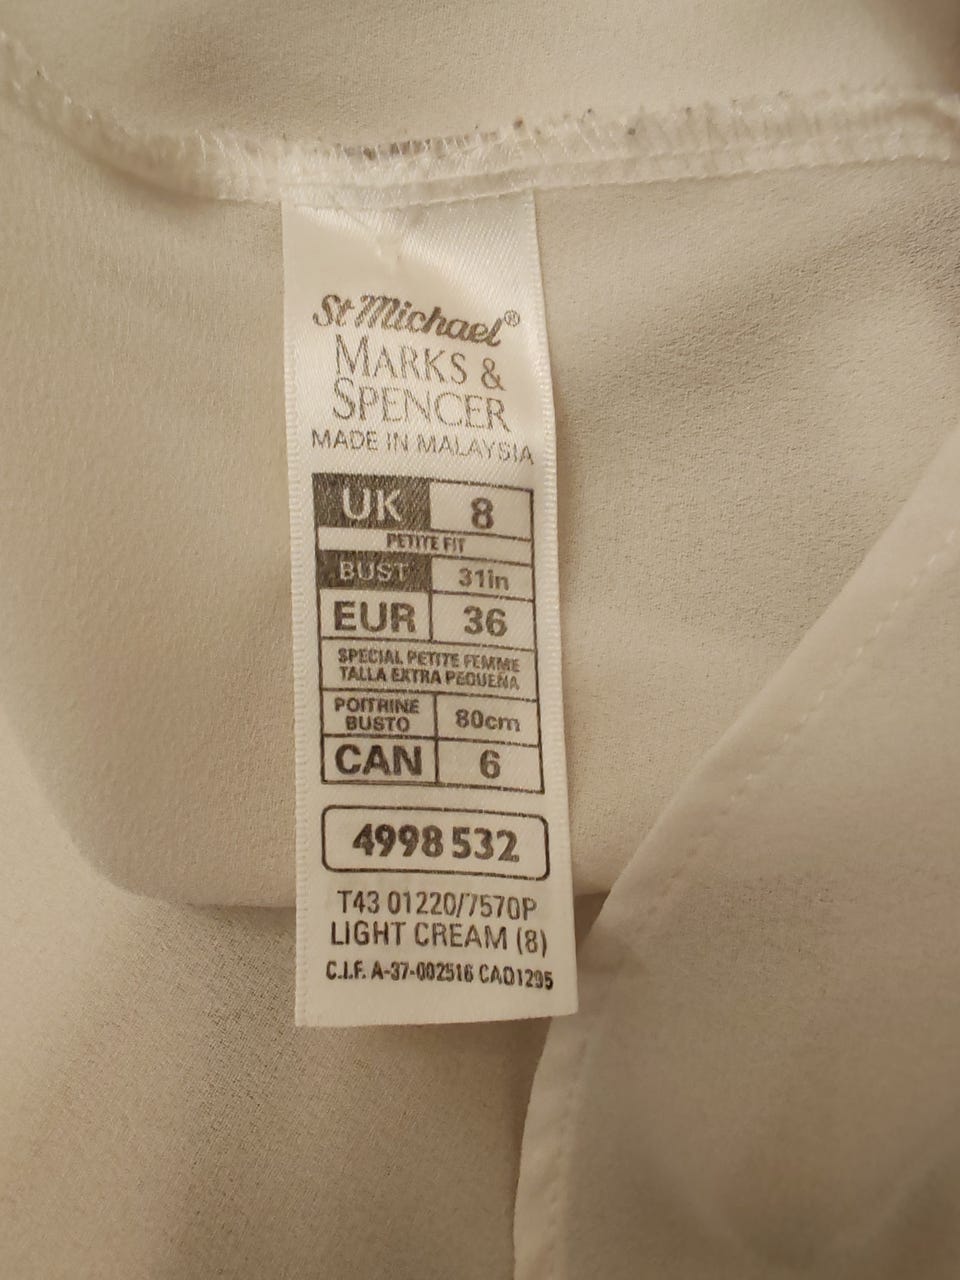 St Michael®
MARKS &
SPENCER
MADE IN MALAYSIA
UK 8
PETITE FIT
BUST 31in
EUR 36
SPECIAL PETITE FEMME
TALLA EXTRA PEQUEÑA
POITRINE
BUSTO 80cm
CAN 6
4998 532
T43 01220/7570P
LIGHT CREAM (8)
C.I.F. A-37-002516 CAO1295